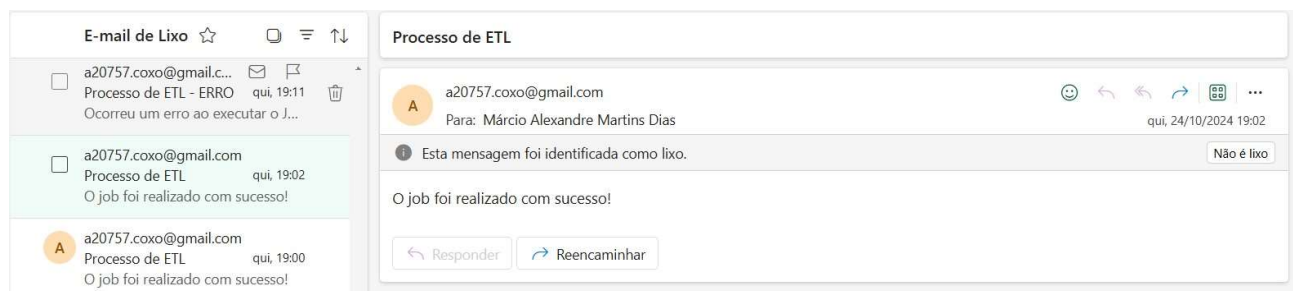 E-mail de Lixo
a20757.coxo@gmail.c...
Processo de ETL - ERRO qui, 19:11
Ocorreu um erro ao executar o J...
a20757.coxo@gmail.com
Processo de ETL qui, 19:02
O job foi realizado com sucesso!
A
a20757.coxo@gmail.com
Processo de ETL qui, 19:00
O job foi realizado com sucesso!
Processo de ETL
A
a20757.coxo@gmail.com
Para: Márcio Alexandre Martins Dias
qui, 24/10/2024 19:02
Esta mensagem foi identificada como lixo. Não é lixo
O job foi realizado com sucesso!
Responder Reencaminhar